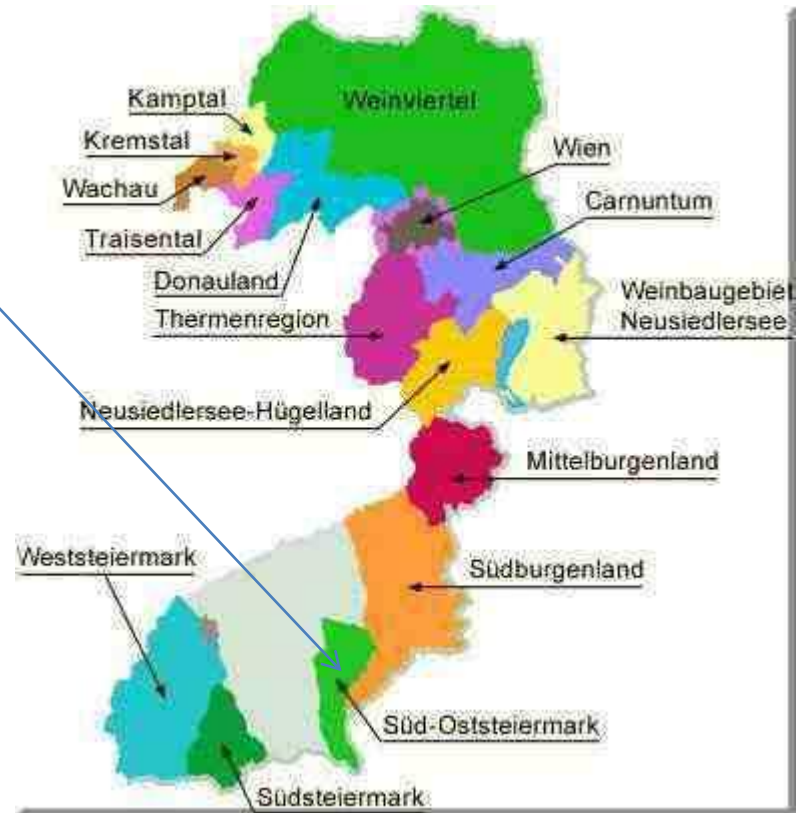 Weinviertel
Kamptal
Kremstal
Wachau
Traisental
Donauland
Thermenregion
Wien
Carnuntum
Weinbaugebiet
Neusiedlersee
Neusiedlersee-Hügelland
Mittelburgenland
Weststeiermark
Südburgenland
Süd-Oststeiermark
Südsteiermark